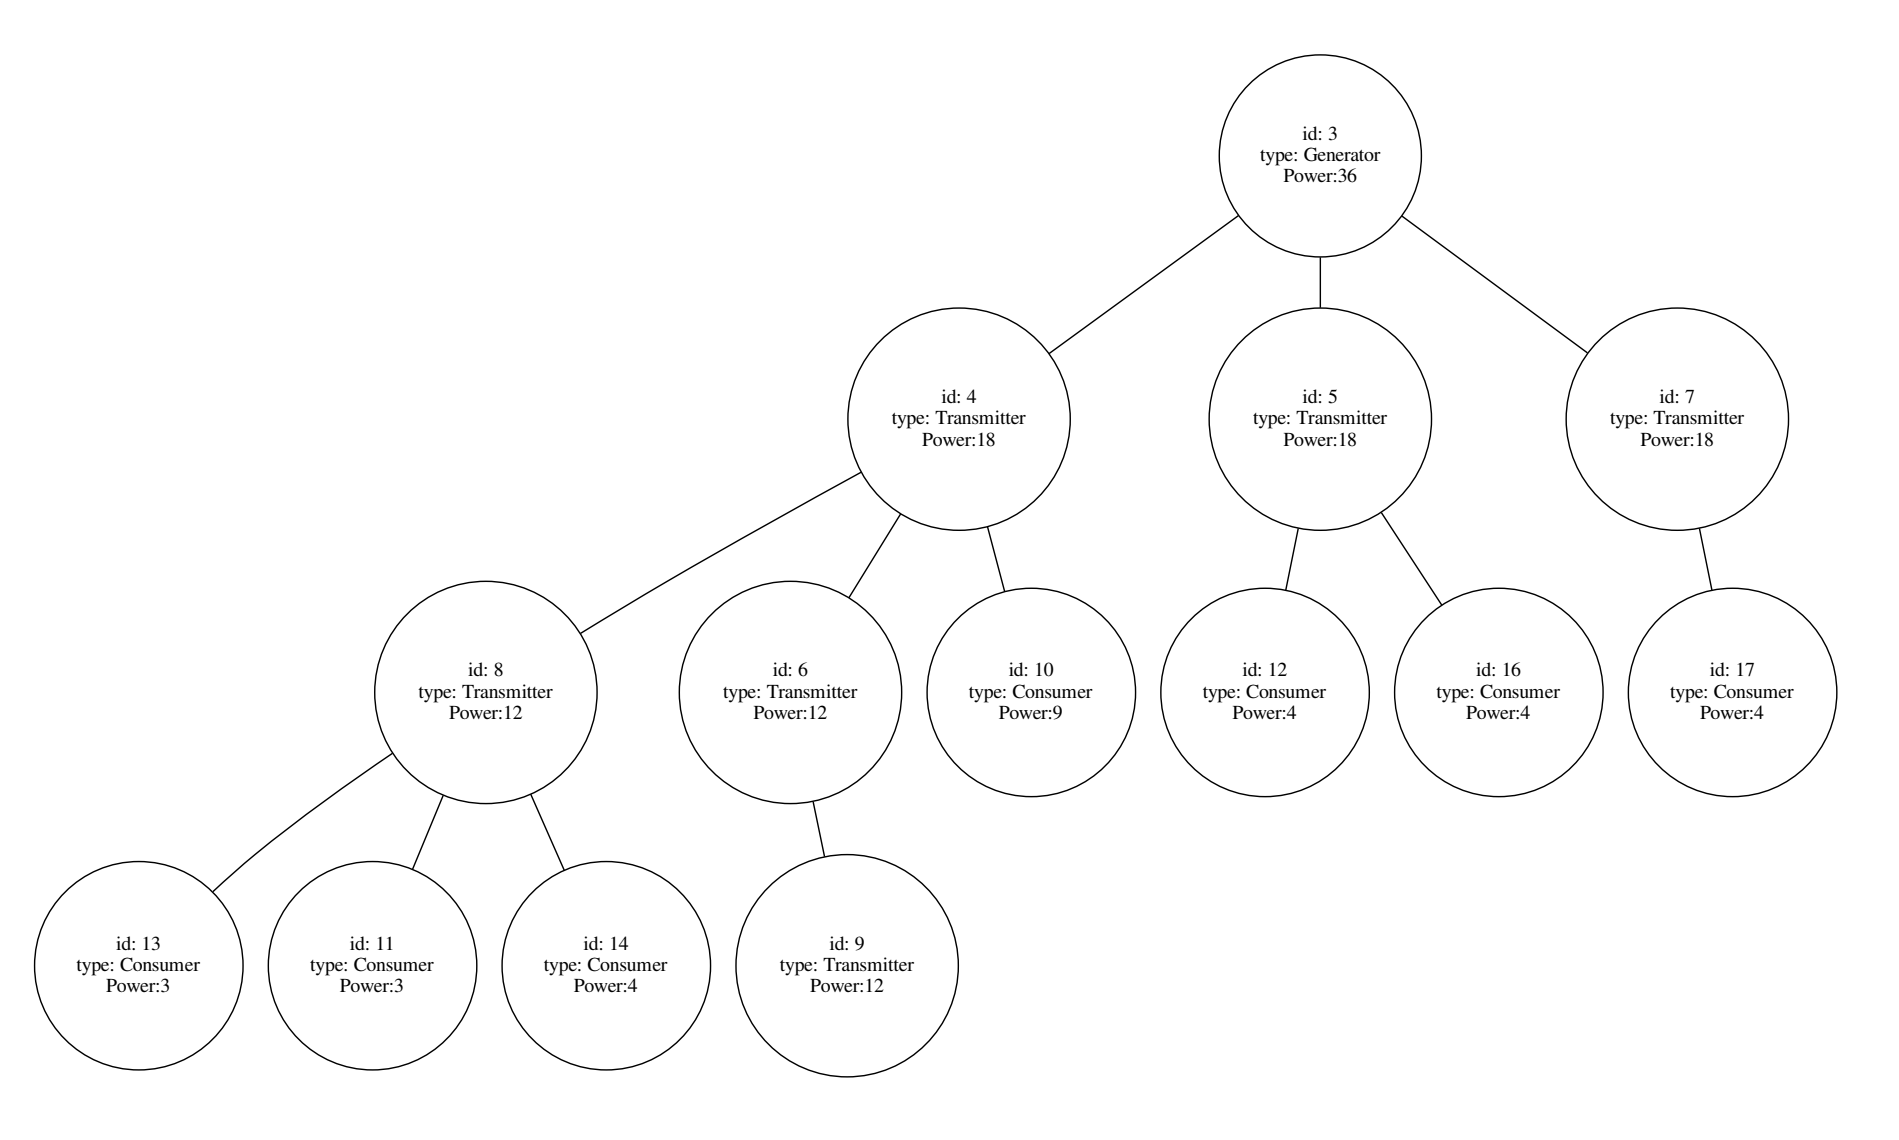 id: 3
type: Generator
Power:36
id: 4
type: Transmitter
Power:18
id: 5
type: Transmitter
Power:18
id: 7
type: Transmitter
Power:18
id: 8
type: Transmitter
Power:12
id: 6
type: Transmitter
Power:12
id: 10
type: Consumer
Power:9
id: 12
type: Consumer
Power:4
id: 16
type: Consumer
Power:4
id: 17
type: Consumer
Power:4
id: 13
type: Consumer
Power:3
id: 11
type: Consumer
Power:3
id: 14
type: Consumer
Power:4
id: 9
type: Transmitter
Power:12